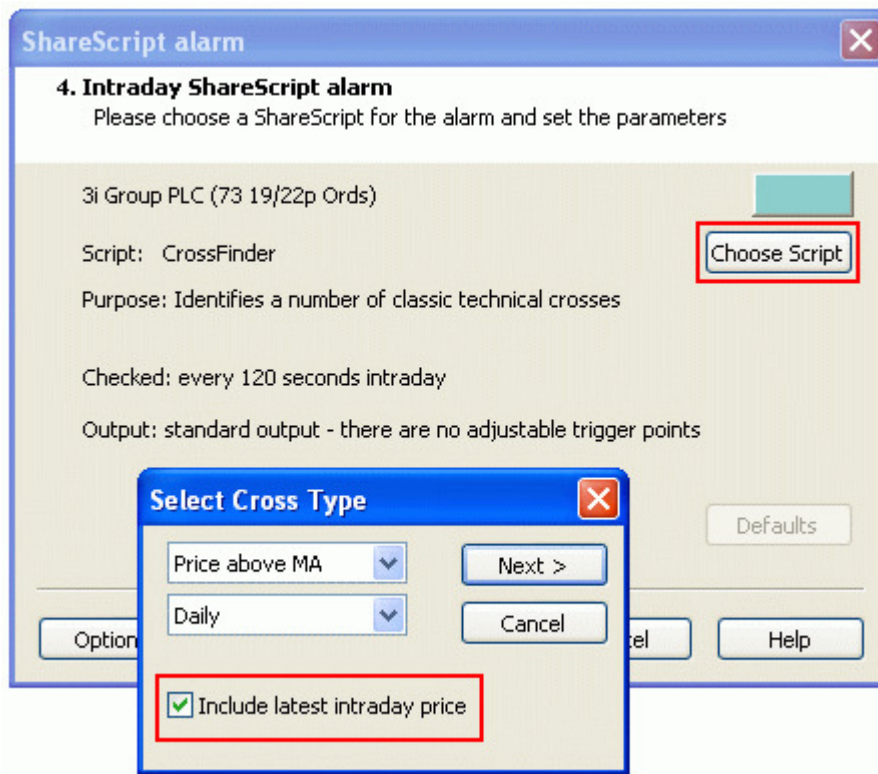 ShareScript alarm
4. Intraday ShareScript alarm
Please choose a ShareScript for the alarm and set the parameters
3i Group PLC (73 19/22p Ords)
Script: CrossFinder
Choose Script
Purpose: Identifies a number of classic technical crosses
Checked: every 120 seconds intraday
Output: standard output - there are no adjustable trigger points
Select Cross Type
Defaults
Price above MA
Next >
Daily
Cancel
Option
cel
Help
Include latest intraday price